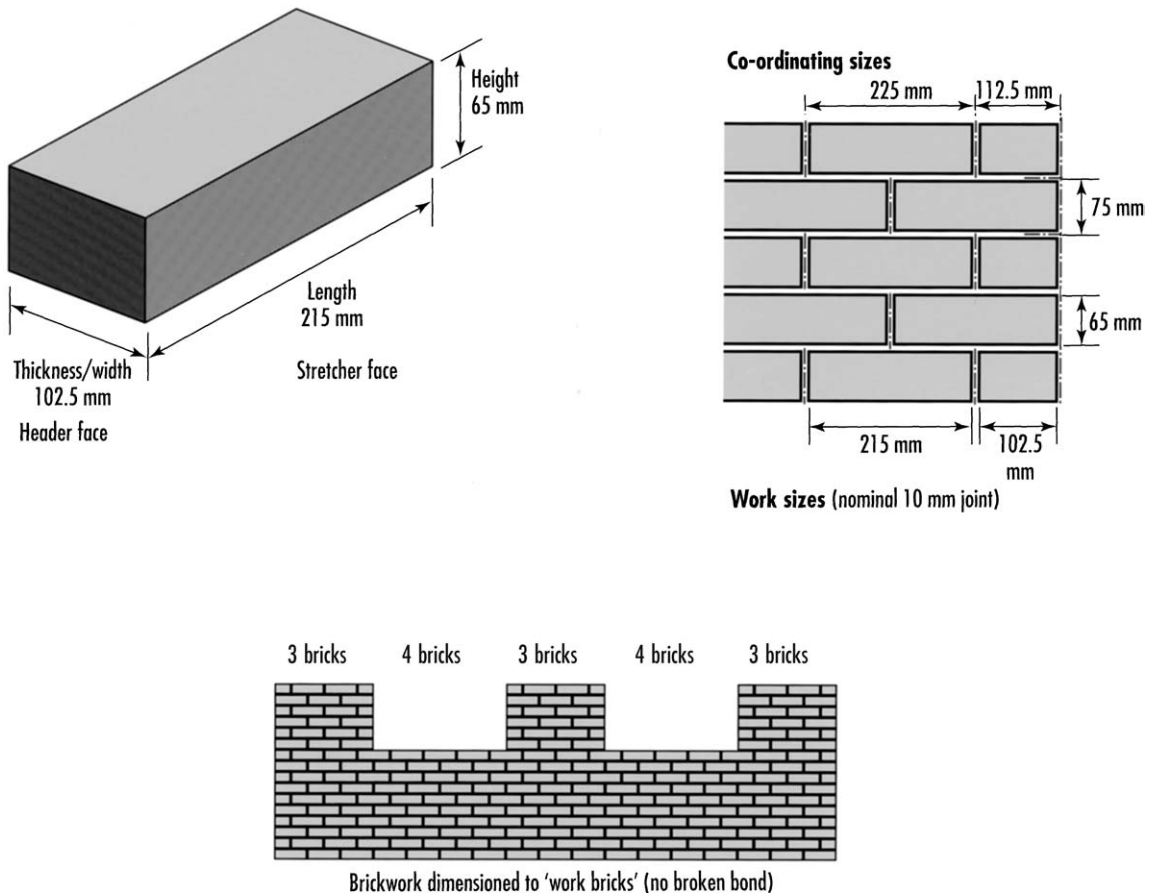 Height
65 mm
Length
215 mm
Thickness/width
102.5 mm
Stretcher face
Header face
Co-ordinating sizes
225 mm
112.5 mm
75 mm
65 mm
215 mm
102.5
mm
Work sizes (nominal 10 mm joint)
3 bricks
4 bricks
3 bricks
4 bricks
3 bricks
Brickwork dimensioned to ‘work bricks’ (no broken bond)